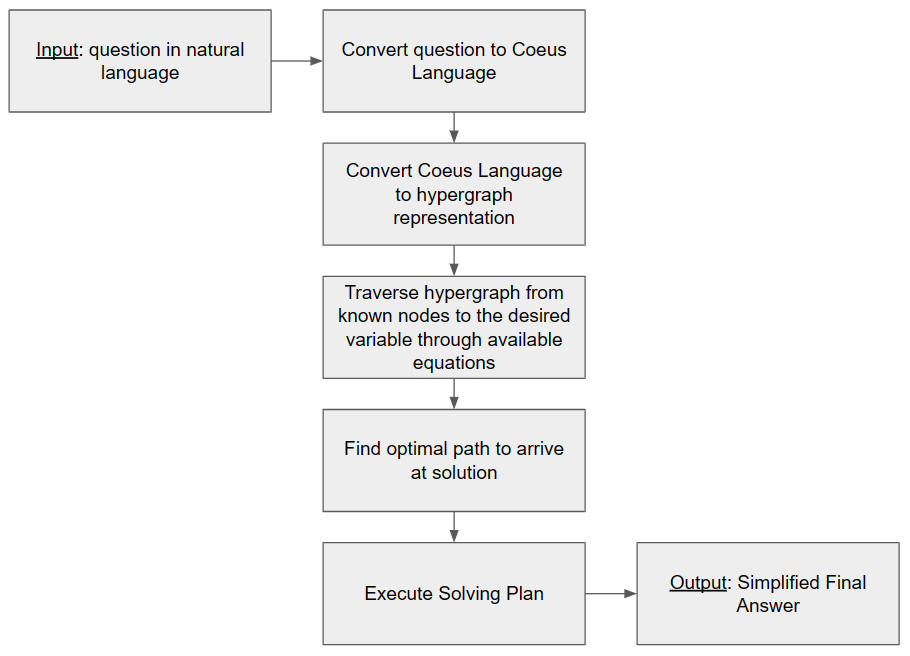 Input: question in natural
language
Convert question to Coeus
Language
Convert Coeus Language
to hypergraph
representation
Traverse hypergraph from
known nodes to the desired
variable through available
equations
Find optimal path to arrive
at solution
Execute Solving Plan
Output: Simplified Final
Answer